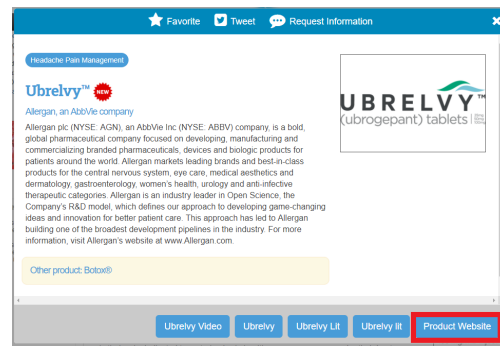 Favorite Tweet Request Information
Headache Pain Management
Ubrelvy™ NEW
Allergan, an AbbVie company
Allergan plc (NYSE: AGN), an AbbVie Inc (NYSE: ABBV) company, is a bold,
global pharmaceutical company focused on developing, manufacturing and
commercializing branded pharmaceuticals, devices and biologic products for
patients around the world. Allergan markets leading brands and best-in-class
products for the central nervous system, eye care, medical aesthetics and
dermatology, gastroenterology, women's health, urology and anti-infective
therapeutic categories. Allergan is an industry leader in Open Science, the
Company's R&D model, which defines our approach to developing game-changing
ideas and innovation for better patient care. This approach has led to Allergan
building one of the broadest development pipelines in the industry. For more
information, visit Allergan's website at www.Allergan.com.
UBRELVY™
(ubrogepant) tablets
Other product: Botox®
Ubrelvy Video Ubrelvy Ubrelvy Lit Ubrelvy lit Product Website